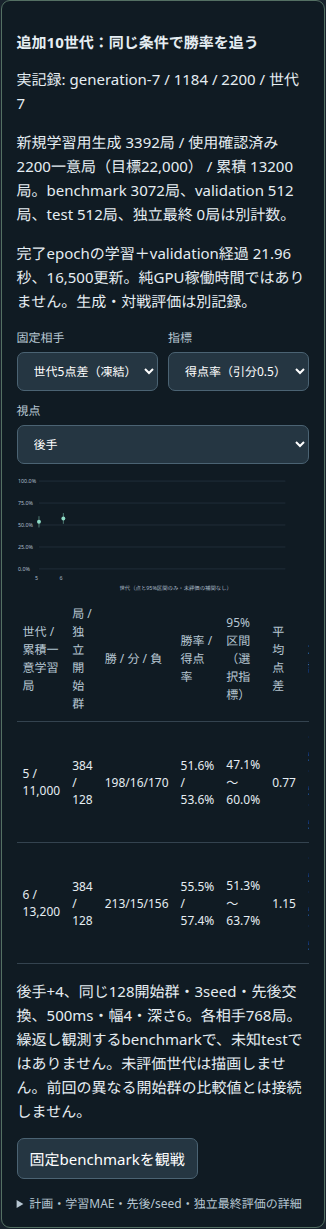 追加10世代：同じ条件で勝率を追う
実記録: generation-7 / 1184 / 2200 / 世代
7
新規学習用生成 3392局 / 使用確認済み
2200一意局（目標22,000） / 累積 13200
局。benchmark 3072局、validation 512
局、test 512局、独立最終 0局は別計数。
完了epochの学習＋validation経過 21.96
秒、16,500更新。純GPU稼働時間ではあり
ません。生成・対戦評価は別記録。
固定相手 指標
世代5点差（凍結） 得点率（引分0.5）
視点
後手
100.0%
75.0%
50.0%
25.0%
0.0%
5 6
世代（点と95%区間のみ・未評価の補間なし）
世代 /
累積一
意学習
局
局 /
独
立
開
始
群
勝 / 分 / 負
勝率 /
得点
率
95%
区間
（選
択指
標）
平
均
点
差
5 /
11,000
384
/
128
198/16/170
51.6%
/
53.6%
47.1%
～
60.0%
0.77
6 /
13,200
384
/
128
213/15/156
55.5%
/
57.4%
51.3%
～
63.7%
1.15
後手+4、同じ128開始群・3seed・先後交
換、500ms・幅4・深さ6。各相手768局。
繰返し観測するbenchmarkで、未知testで
はありません。未評価世代は描画しませ
ん。前回の異なる開始群の比較値とは接続
しません。
固定benchmarkを観戦
▶ 計画・学習MAE・先後/seed・独立最終評価の詳細